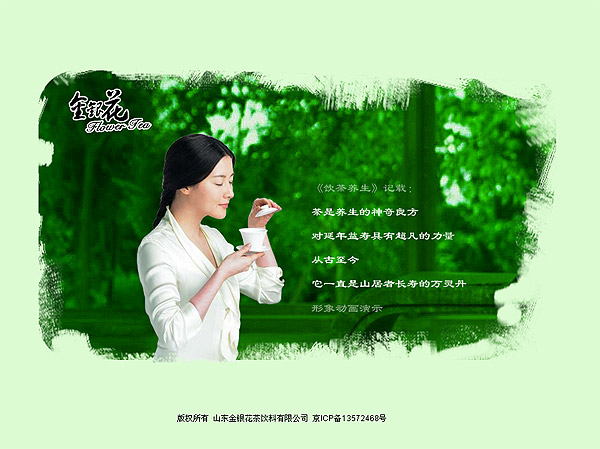 金银花
Flower Tea
《饮茶养生》记载：
茶是养生的神奇良方
对延年益寿具有超凡的力量
从古至今
它一直是山居者长寿的万灵丹
形象动画演示
版权所有 山东金银花茶饮料有限公司 京ICP备13572468号